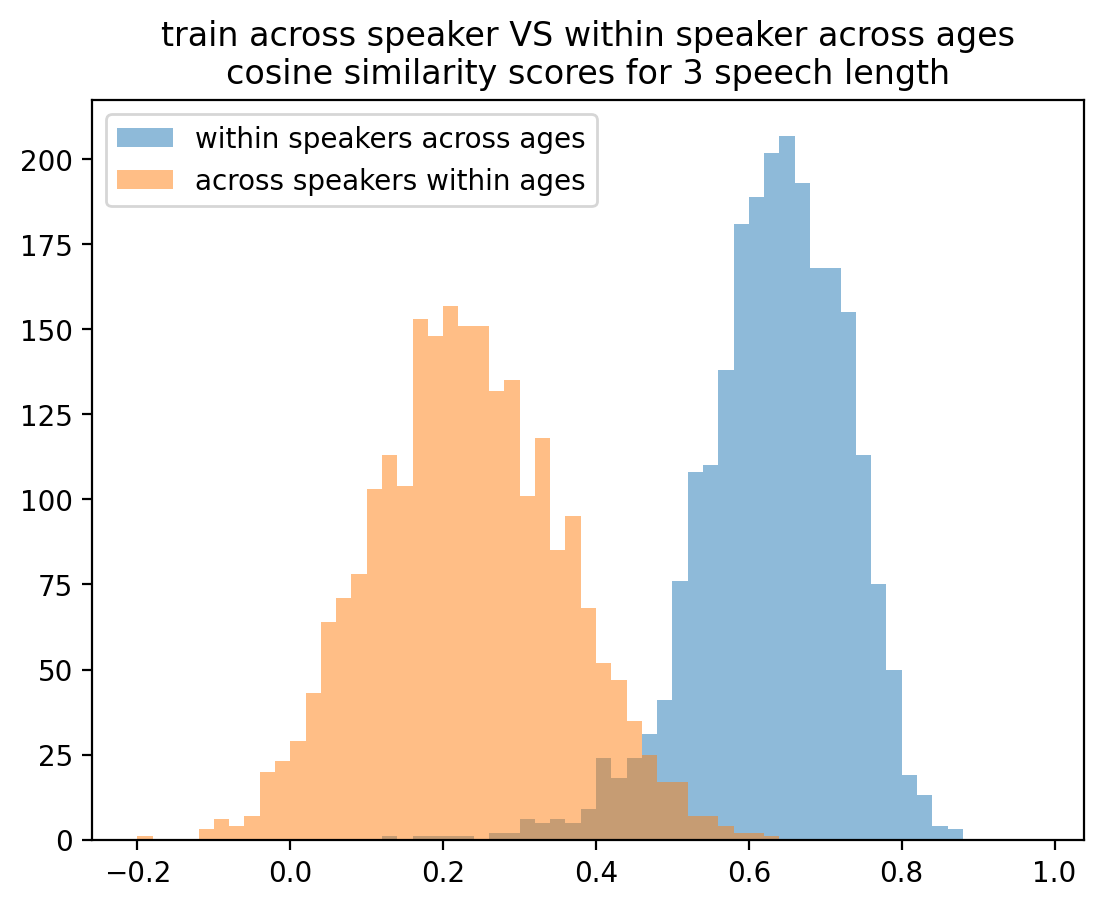 train across speaker VS within speaker across ages
cosine similarity scores for 3 speech length
within speakers across ages
across speakers within ages
200
175
150
125
100
75
50
25
0
−0.2 0.0 0.2 0.4 0.6 0.8 1.0